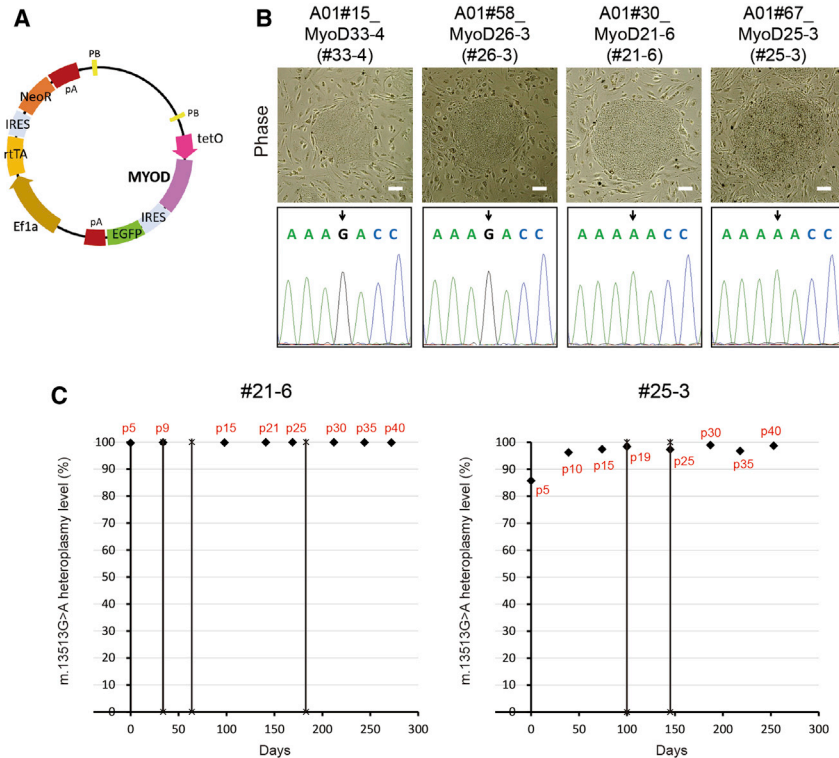 A
PB
PB
pA
NeoR
IRES
rtTA
Ef1a
pA
EGFP
IRES
MYOD
tetO
B
A01#15_
MyoD33-4
(#33-4)
A01#58_
MyoD26-3
(#26-3)
A01#30_
MyoD21-6
(#21-6)
A01#67_
MyoD25-3
(#25-3)
Phase
A A A G A C C
A A A G A C C
A A A A A C C
A A A A A C C
C
#21-6
m.13513G>A heteroplasmy level (%)
100
90
80
70
60
50
40
30
20
10
0
p5 p9 p15 p21 p25 p30 p35 p40
0 50 100 150 200 250 300
Days
#25-3
m.13513G>A heteroplasmy level (%)
100
90
80
70
60
50
40
30
20
10
0
p5 p10 p15 p19 p25 p30 p35 p40
0 50 100 150 200 250 300
Days